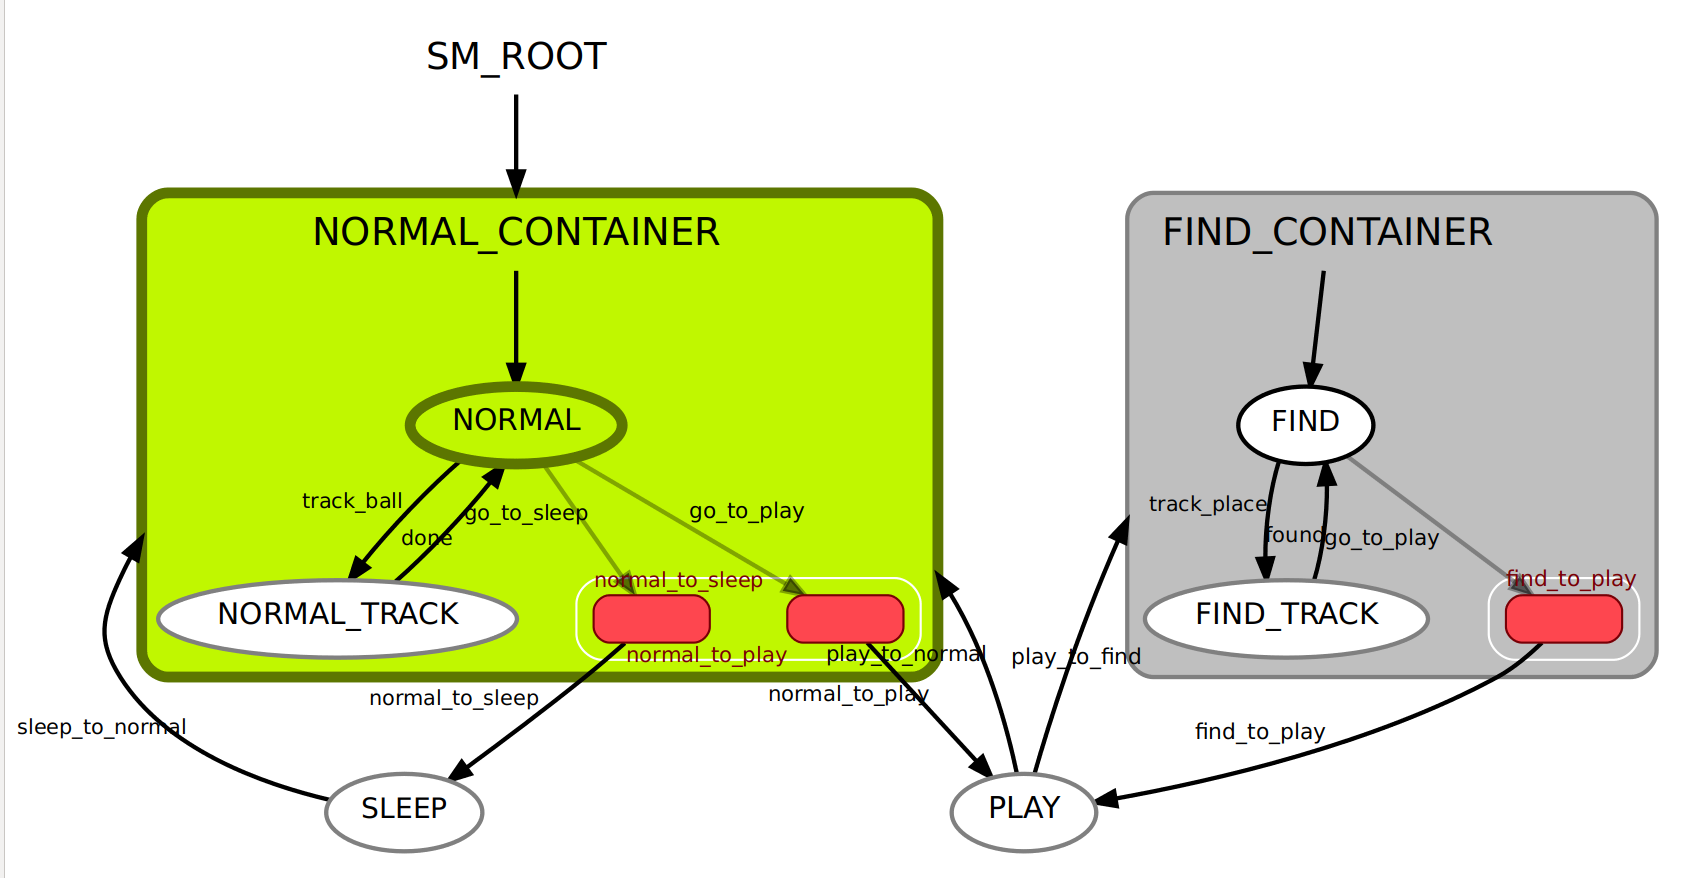 SM_ROOT
NORMAL_CONTAINER
FIND_CONTAINER
NORMAL
FIND
track_ball
go_to_sleep
go_to_play
done
track_place
found
go_to_play
normal_to_sleep
find_to_play
NORMAL_TRACK
FIND_TRACK
normal_to_play
play_to_normal
play_to_find
normal_to_sleep
normal_to_play
sleep_to_normal
find_to_play
SLEEP
PLAY